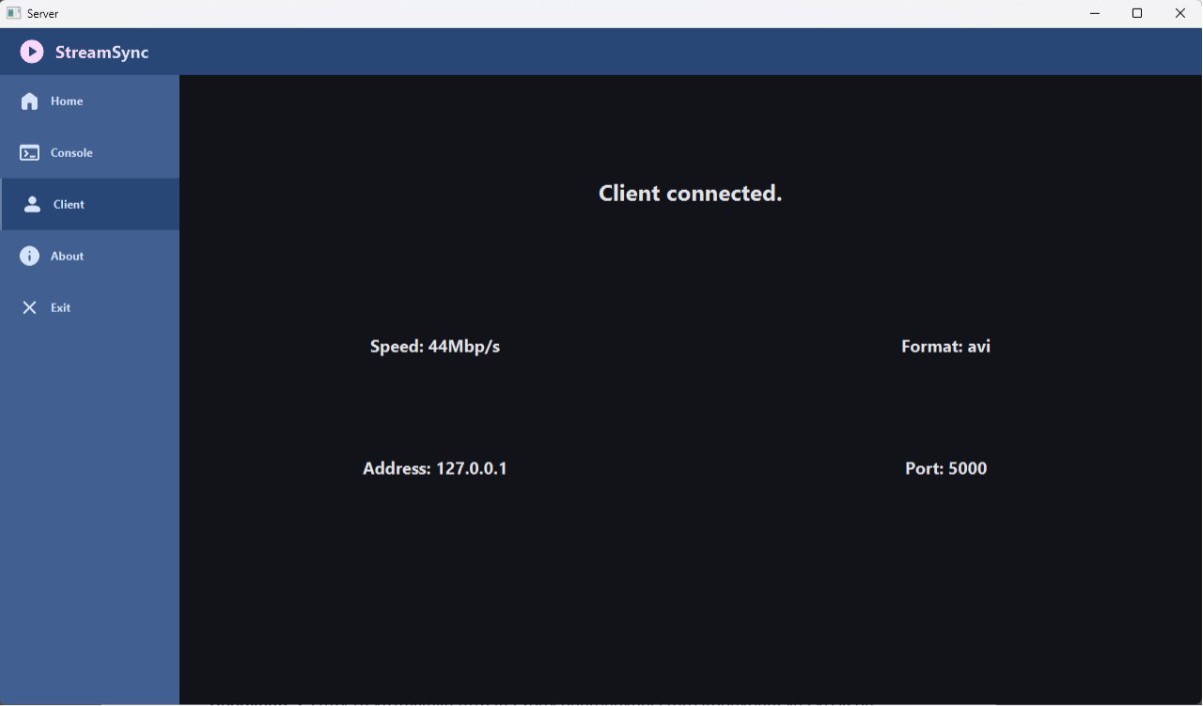 Server
StreamSync
Home
Console
Client
About
Exit
Client connected.
Speed: 44Mbp/s
Format: avi
Address: 127.0.0.1
Port: 5000